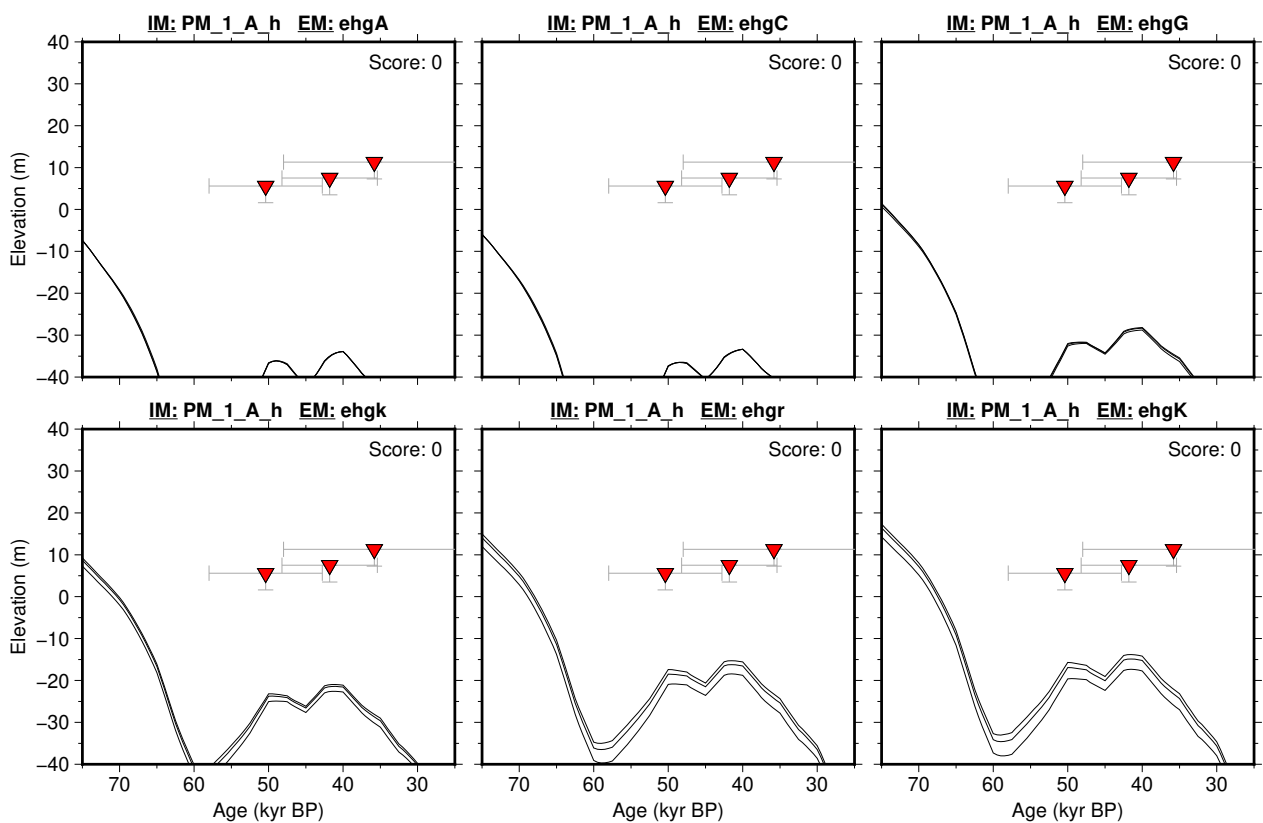 IM: PM_1_A_h EM: ehgA
IM: PM_1_A_h EM: ehgC
IM: PM_1_A_h EM: ehgG
40
30
20
10
0
−10
−20
−30
−40
Elevation (m)
Score: 0
Score: 0
Score: 0
IM: PM_1_A_h EM: ehgk
IM: PM_1_A_h EM: ehgr
IM: PM_1_A_h EM: ehgK
40
30
20
10
0
−10
−20
−30
−40
Elevation (m)
Score: 0
Score: 0
Score: 0
70 60 50 40 30
70 60 50 40 30
70 60 50 40 30
Age (kyr BP)
Age (kyr BP)
Age (kyr BP)